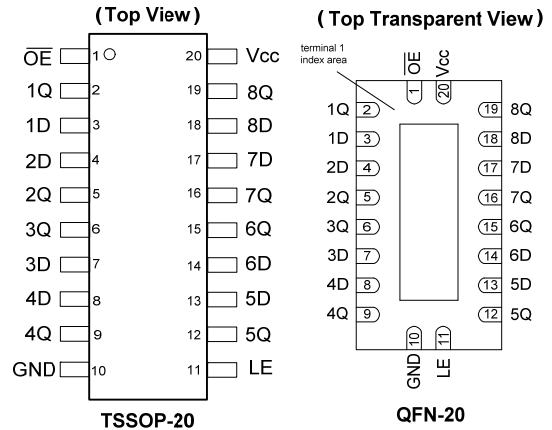 (Top View)
O̅E̅ 1 20 Vcc
1Q 2 19 8Q
1D 3 18 8D
2D 4 17 7D
2Q 5 16 7Q
3Q 6 15 6Q
3D 7 14 6D
4D 8 13 5D
4Q 9 12 5Q
GND 10 11 LE
TSSOP-20
( Top Transparent View )
terminal 1
index area
O̅E̅ Vcc
1 20
1Q 2 19 8Q
1D 3 18 8D
2D 4 17 7D
2Q 5 16 7Q
3Q 6 15 6Q
3D 7 14 6D
4D 8 13 5D
4Q 9 12 5Q
10 11
GND LE
QFN-20